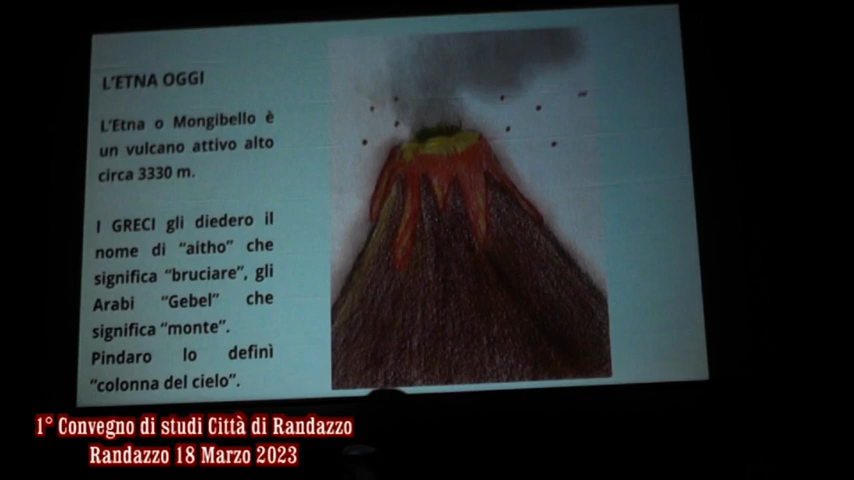 L'ETNA OGGI
L'Etna o Mongibello è
un vulcano attivo alto
circa 3330 m.
I GRECI gli diedero il
nome di "aitho" che
significa "bruciare", gli
Arabi "Gebel" che
significa "monte".
Pindaro lo definì
"colonna del cielo".
1° Convegno di studi Città di Randazzo
Randazzo 18 Marzo 2023